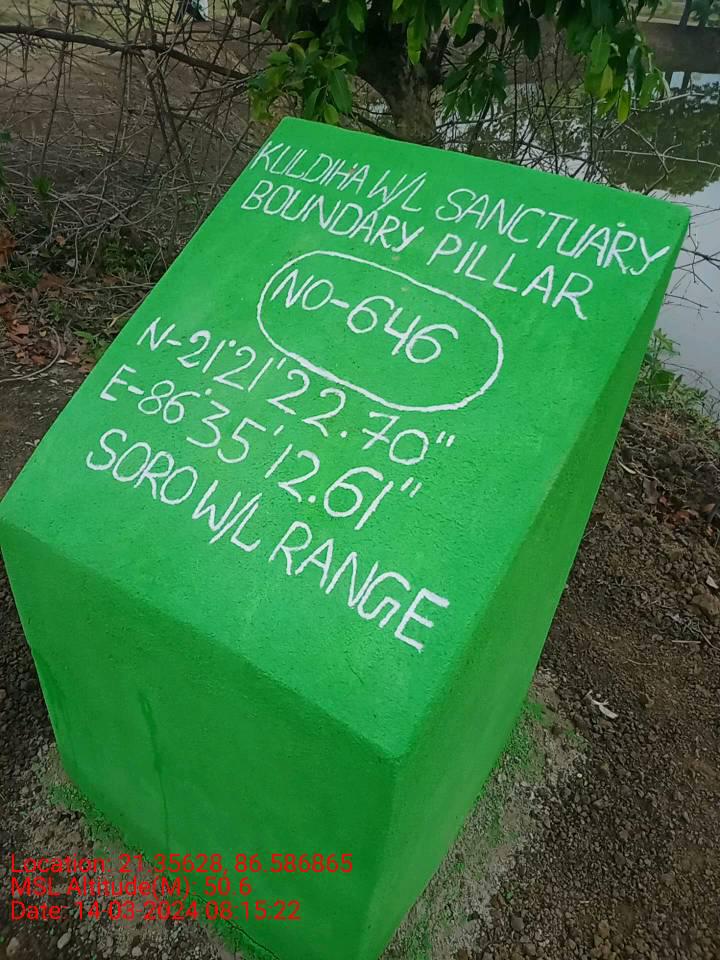 KULDIHA W/L SANCTUARY
BOUNDARY PILLAR
NO-646
N-21°21'22.70"
E-86°35'12.61"
SORO W/L RANGE
Location: 21.35628, 86.586865
MSL Altitude(M): 50.6
Date: 14-03-2024 08:15:22